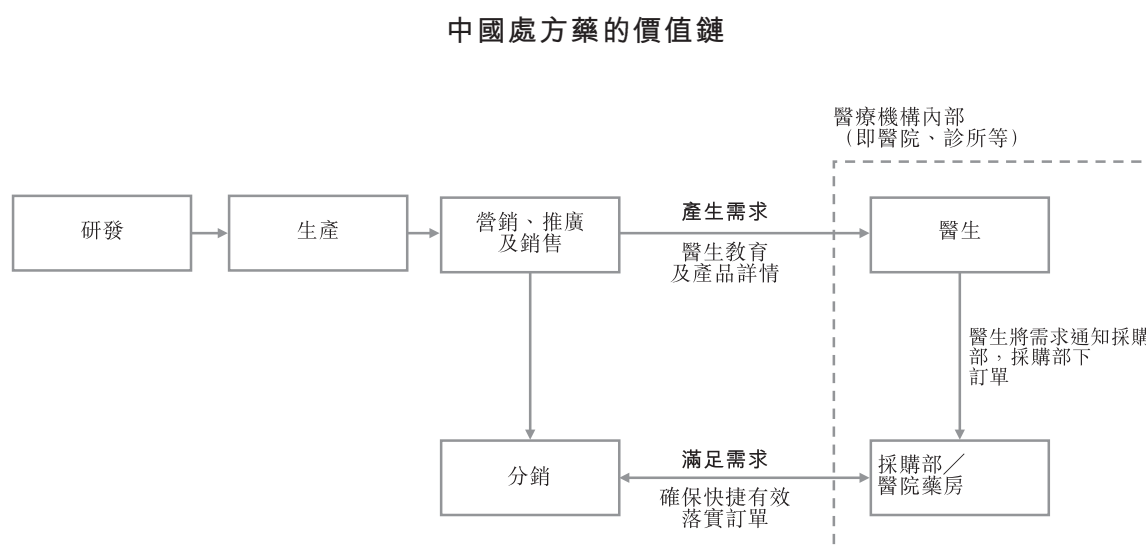 中國處方藥的價值鏈
醫療機構內部
（即醫院、診所等）
研發
生產
營銷、推廣
及銷售
產生需求
醫生教育
及產品詳情
醫生
醫生將需求通知採購
部，採購部下
訂單
分銷
滿足需求
確保快捷有效
落實訂單
採購部／
醫院藥房